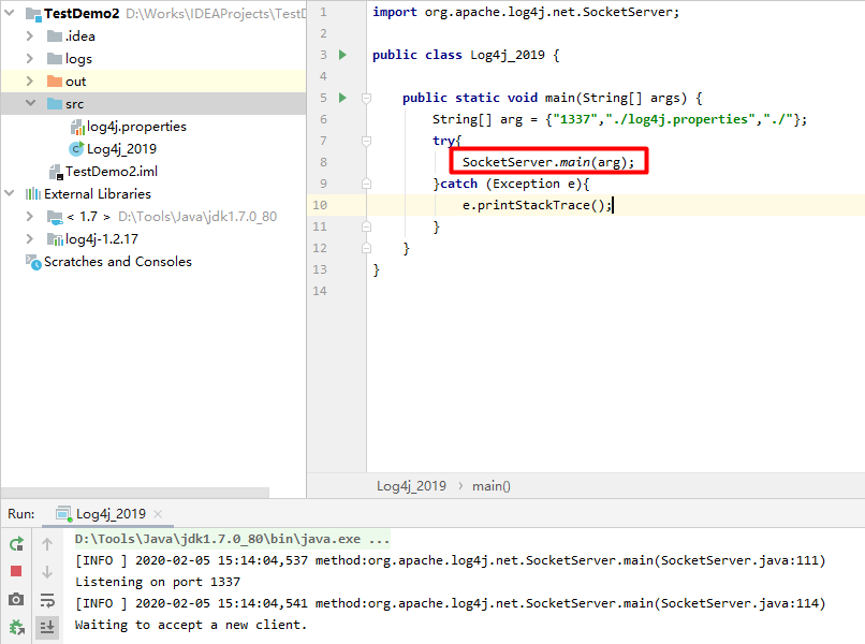 TestDemo2 D:\Works\IDEAProjects\TestD
.idea
logs
out
src
log4j.properties
Log4j_2019
TestDemo2.iml
External Libraries
< 1.7 > D:\Tools\Java\jdk1.7.0_80
log4j-1.2.17
Scratches and Consoles
1 import org.apache.log4j.net.SocketServer;
2
3 public class Log4j_2019 {
4
5 public static void main(String[] args) {
6 String[] arg = {"1337","./log4j.properties","./"};
7 try{
8 SocketServer.main(arg);
9 }catch (Exception e){
10 e.printStackTrace();
11 }
12 }
13 }
14
Log4j_2019 › main()
Run: Log4j_2019 ×
D:\Tools\Java\jdk1.7.0_80\bin\java.exe ...
[INFO ] 2020-02-05 15:14:04,537 method:org.apache.log4j.net.SocketServer.main(SocketServer.java:111)
Listening on port 1337
[INFO ] 2020-02-05 15:14:04,541 method:org.apache.log4j.net.SocketServer.main(SocketServer.java:114)
Waiting to accept a new client.